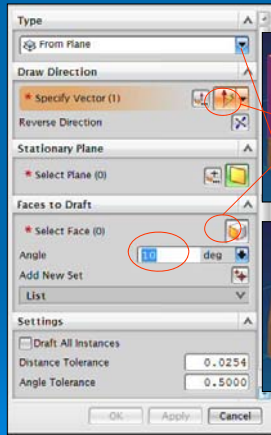 Type
From Plane
Draw Direction
* Specify Vector (1)
Reverse Direction
Stationary Plane
* Select Plane (0)
Faces to Draft
* Select Face (0)
Angle 10 deg
Add New Set
List
Settings
Draft All Instances
Distance Tolerance 0.0254
Angle Tolerance 0.5000
OK Apply Cancel